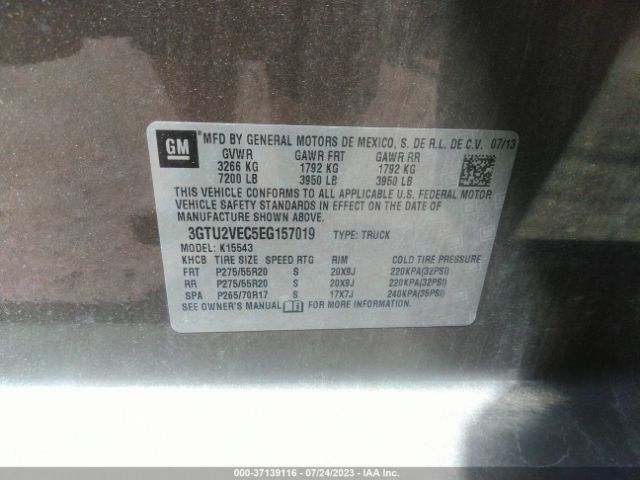 GM
MFD BY GENERAL MOTORS DE MEXICO, S. DE R.L. DE C.V. 07/13
GVWR GAWR FRT GAWR RR
3266 KG 1792 KG 1792 KG
7200 LB 3950 LB 3950 LB
THIS VEHICLE CONFORMS TO ALL APPLICABLE U.S. FEDERAL MOTOR
VEHICLE SAFETY STANDARDS IN EFFECT ON THE DATE OF
MANUFACTURE SHOWN ABOVE.
3GTU2VEC5EG157019 TYPE: TRUCK
MODEL: K15543
KHCB TIRE SIZE SPEED RTG RIM COLD TIRE PRESSURE
FRT P275/55R20 S 20X9J 220KPA(32PSI)
RR P275/55R20 S 20X9J 220KPA(32PSI)
SPA P265/70R17 S 17X7J 240KPA(35PSI)
SEE OWNER'S MANUAL FOR MORE INFORMATION.
000-37139116 - 07/24/2023 - IAA Inc.